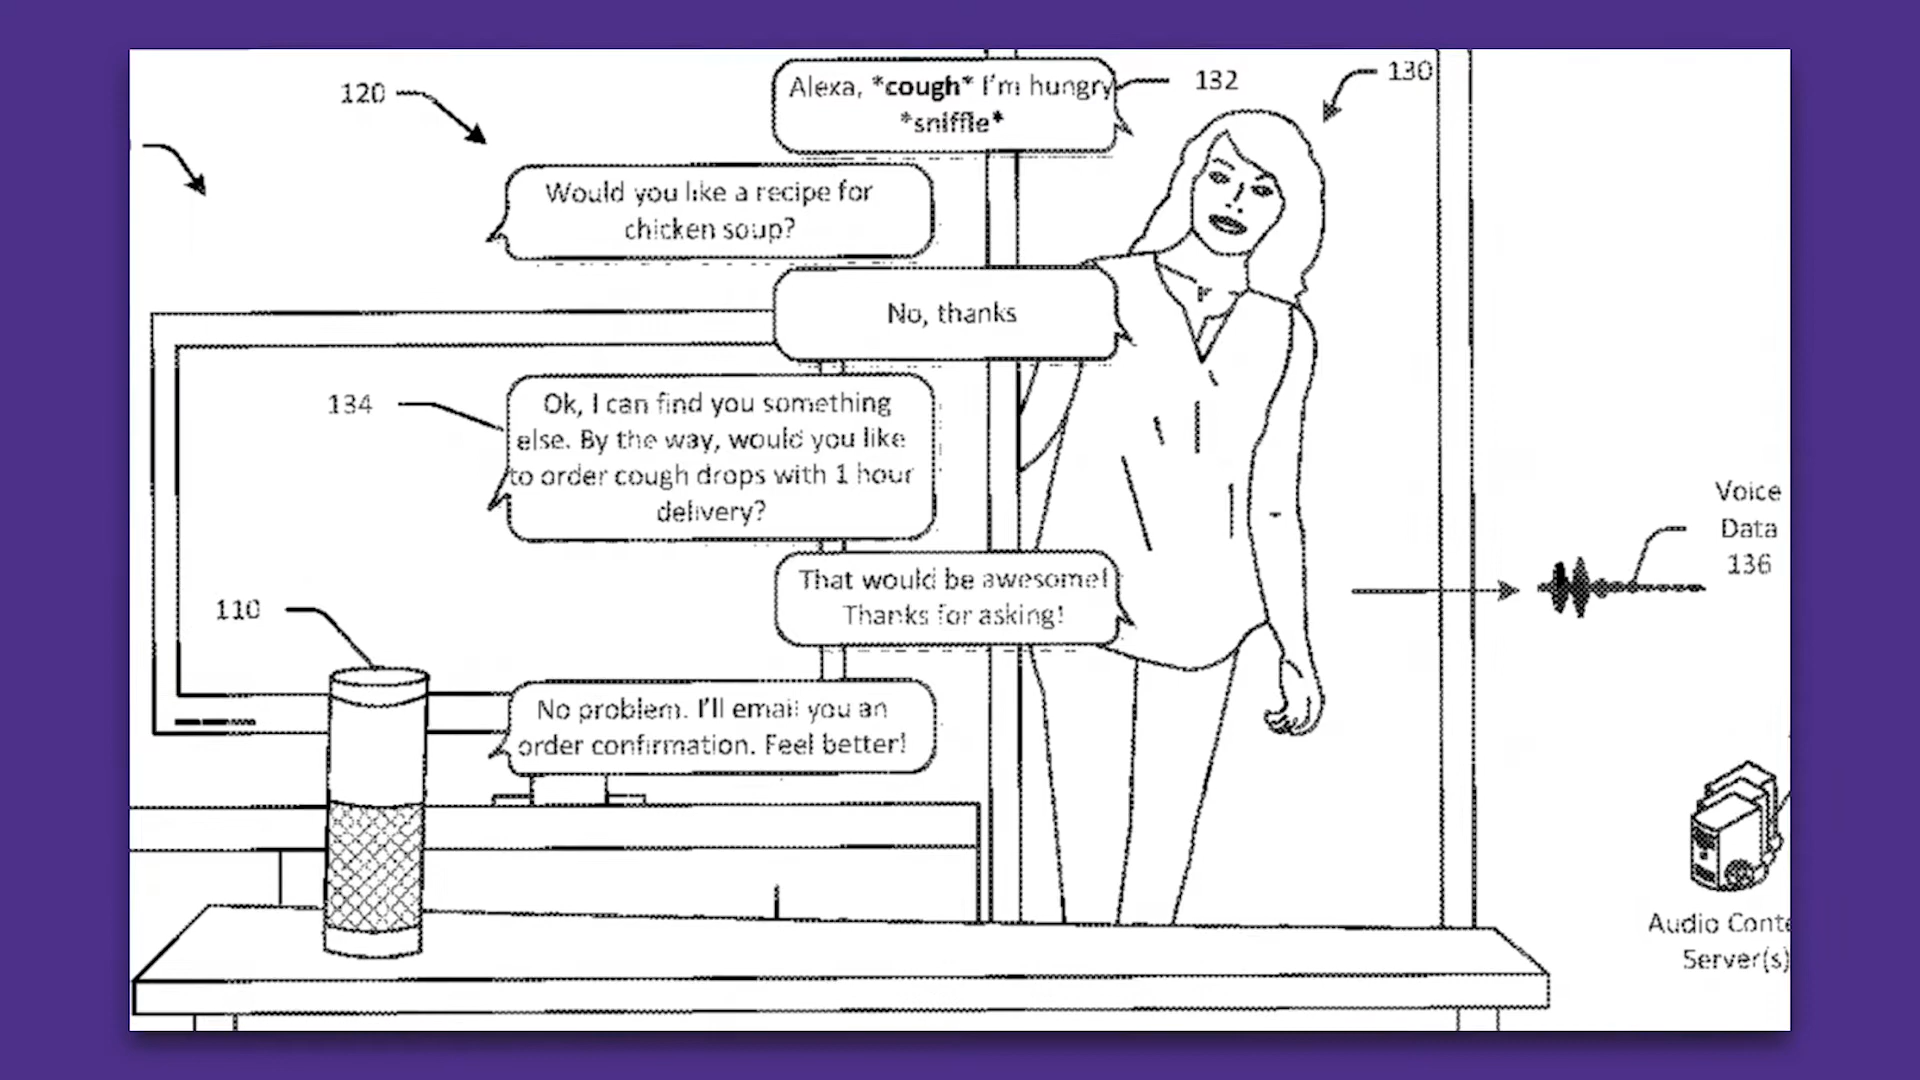 120
Alexa, *cough* I'm hungry
*sniffle*
132
130
Would you like a recipe for
chicken soup?
No, thanks
134
Ok, I can find you something
else. By the way, would you like
to order cough drops with 1 hour
delivery?
Voice
Data
136
That would be awesome!
Thanks for asking!
110
No problem. I'll email you an
order confirmation. Feel better!
Audio Conte
Server(s)